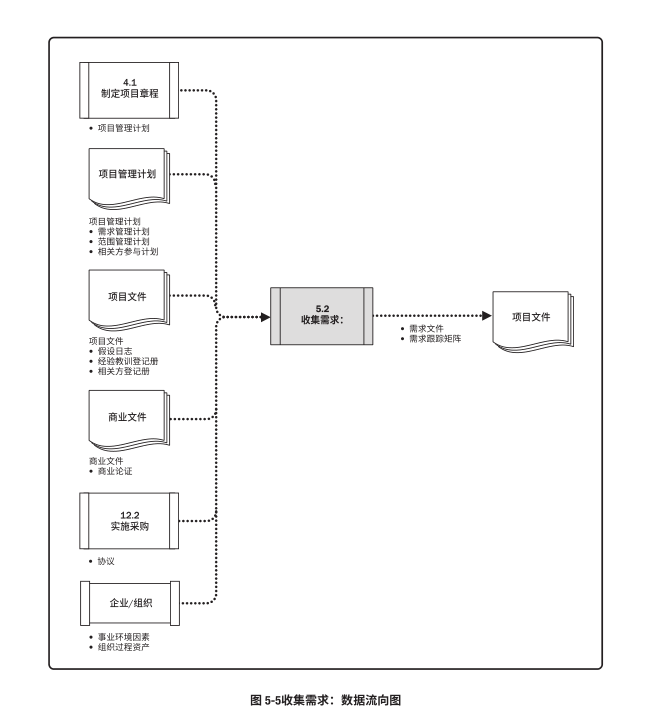 4.1
制定项目章程
• 项目管理计划
项目管理计划
项目管理计划
• 需求管理计划
• 范围管理计划
• 相关方参与计划
项目文件
项目文件
• 假设日志
• 经验教训登记册
• 相关方登记册
商业文件
商业文件
• 商业论证
12.2
实施采购
• 协议
企业/组织
• 事业环境因素
• 组织过程资产
5.2
收集需求：
• 需求文件
• 需求跟踪矩阵
项目文件
图 5-5收集需求：数据流向图